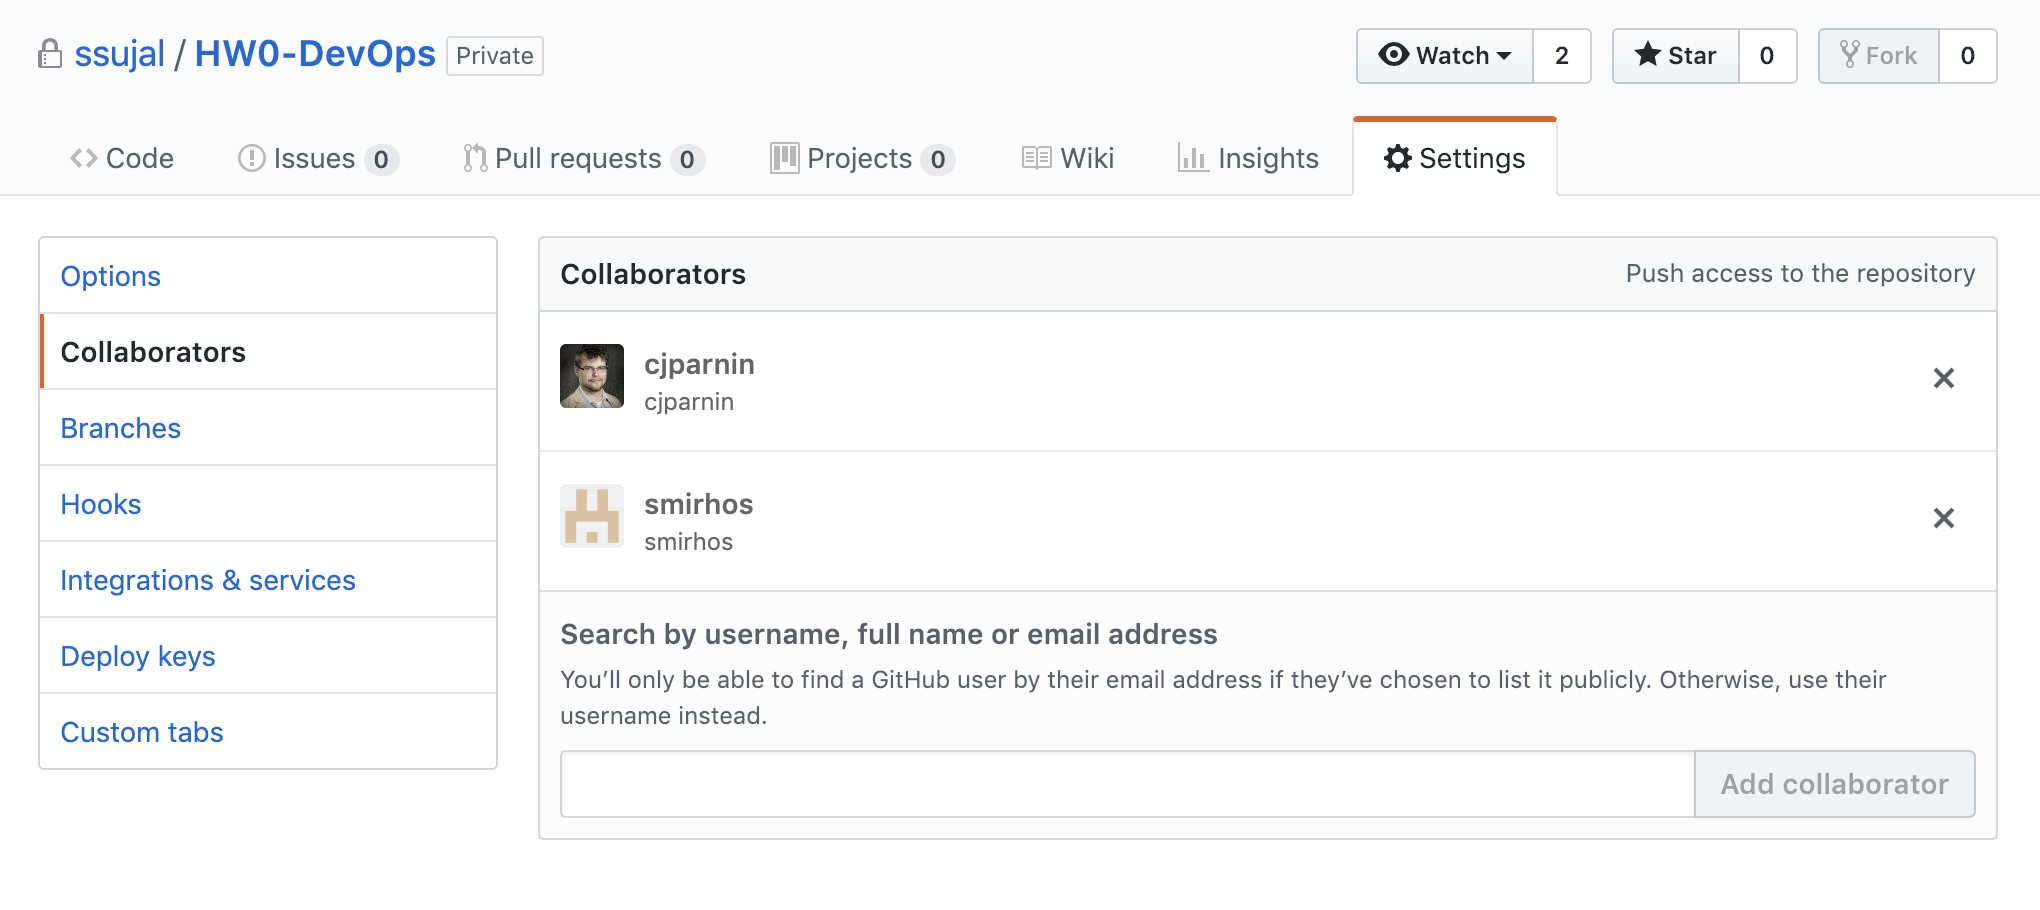 ssujal / HW0-DevOps Private
Watch 2 Star 0 Fork 0
Code Issues 0 Pull requests 0 Projects 0 Wiki Insights Settings
Options
Collaborators
Branches
Hooks
Integrations & services
Deploy keys
Custom tabs
Collaborators Push access to the repository
cjparnin
cjparnin
smirhos
smirhos
Search by username, full name or email address
You’ll only be able to find a GitHub user by their email address if they’ve chosen to list it publicly. Otherwise, use their
username instead.
Add collaborator